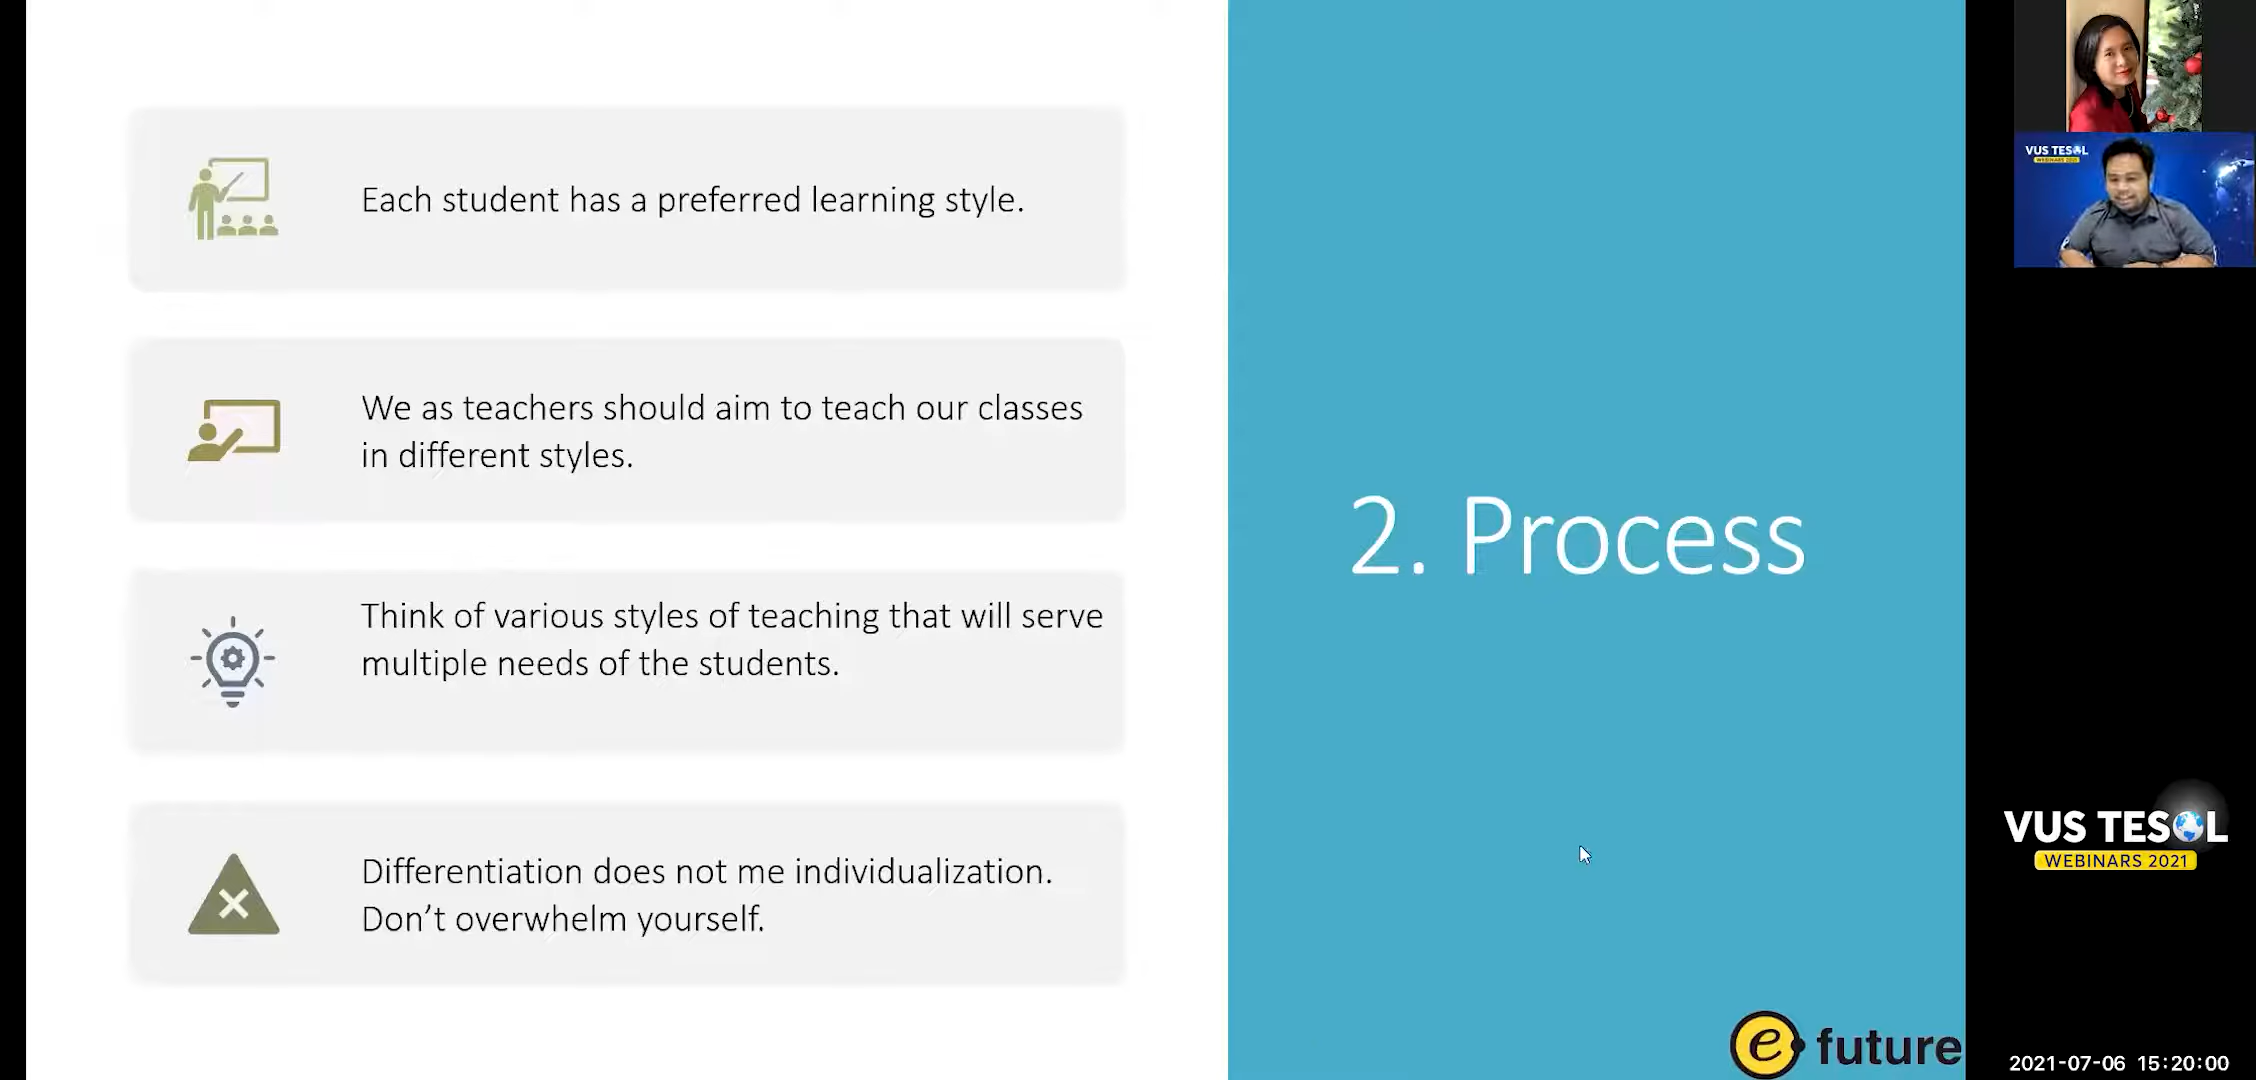 Each student has a preferred learning style.
We as teachers should aim to teach our classes
in different styles.
Think of various styles of teaching that will serve
multiple needs of the students.
Differentiation does not me individualization.
Don’t overwhelm yourself.
2. Process
e future
VUS TESOL
WEBINARS 2021
VUS TESOL
WEBINARS 2021
2021-07-06 15:20:00